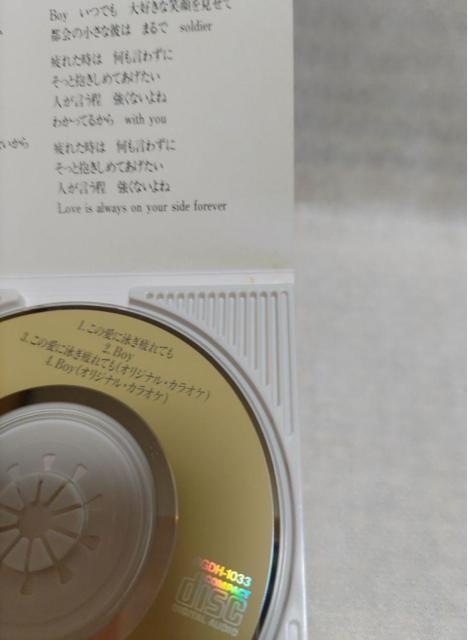 Boy いつでも 大好きな笑顔を見せて
都会の小さな彼は まるで soldier
疲れた時は 何も言わずに
そっと抱きしめてあげたい
人が言う程 強くないよね
わかってるから with you
いから
疲れた時は 何も言わずに
そっと抱きしめてあげたい
人が言う程 強くないよね
Love is always on your side forever
1.この愛に泳ぎ疲れても
2.Boy
3.この愛に泳ぎ疲れても(オリジナル・カラオケ)
4.Boy(オリジナル・カラオケ)
GDH-1033
COMPACT
disc
DIGITAL AUDIO